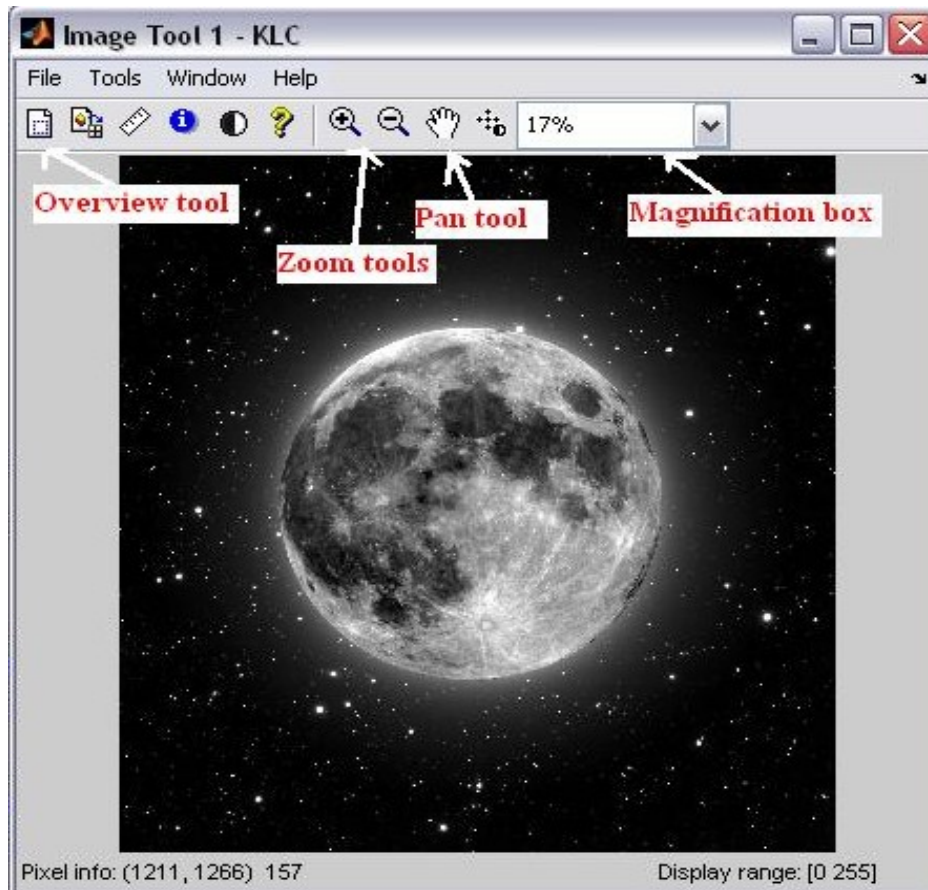 Image Tool 1 - KLC
File Tools Window Help
17%
Overview tool
Pan tool
Magnification box
Zoom tools
Pixel info: (1211, 1266) 157
Display range: [0 255]